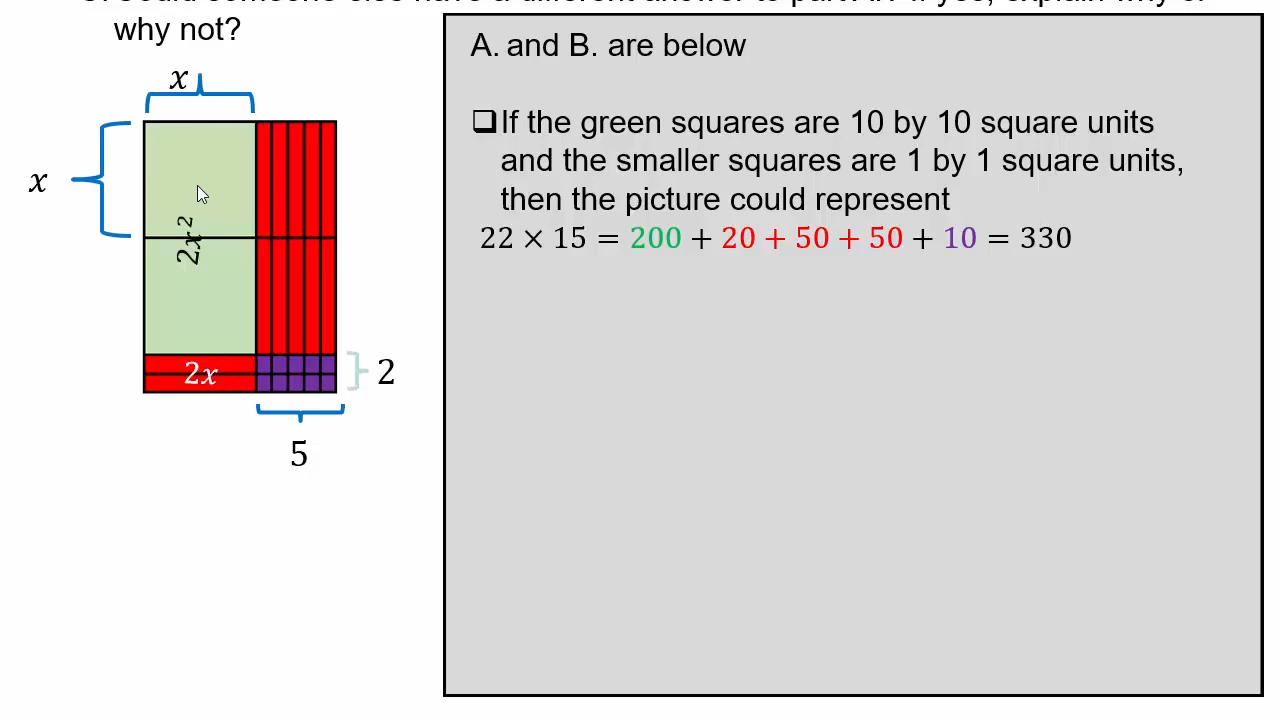 why not?
A. and B. are below
x
❑If the green squares are 10 by 10 square units
and the smaller squares are 1 by 1 square units,
then the picture could represent
x
2x²
22 × 15 = 200 + 20 + 50 + 50 + 10 = 330
2x
2
5